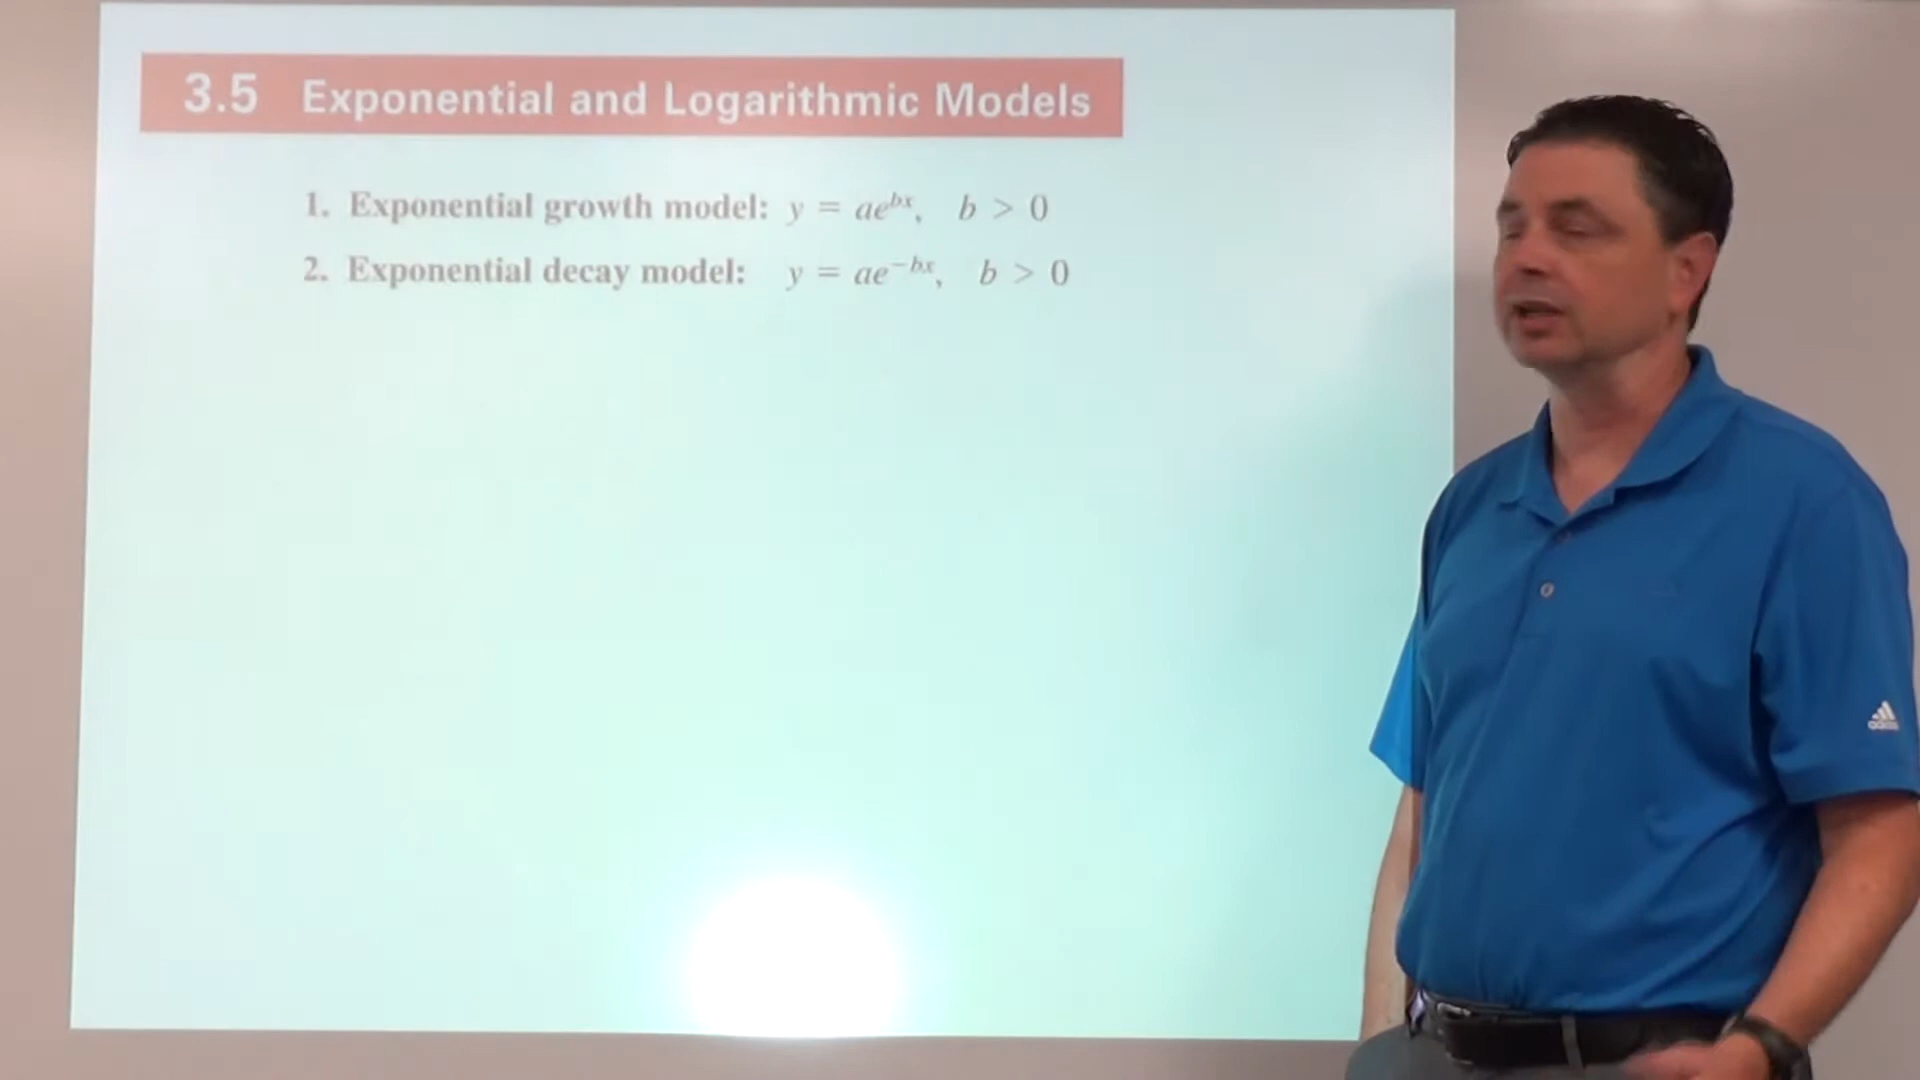 3.5 Exponential and Logarithmic Models
1. Exponential growth model: y = ae^{bx}, b > 0
2. Exponential decay model: y = ae^{-bx}, b > 0
adidas